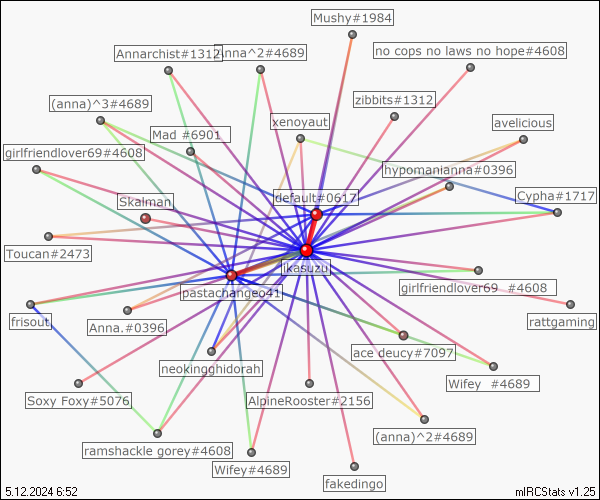 Mushy#1984
Annarchist#1312
anna^2#4689
no cops no laws no hope#4608
(anna)^3#4689
zibbits#1312
xenoyaut
avelicious
Mad #6901
girlfriendlover69#4608
hypomanianna#0396
Skalman
default#0617
Cypha#1717
Toucan#2473
jkasuzu
pastachangeo41
girlfriendlover69 #4608
frisout
Anna.#0396
rattgaming
ace deucy#7097
neokingghidorah
Wifey #4689
Soxy Foxy#5076
AlpineRooster#2156
(anna)^2#4689
ramshackle gorey#4608
Wifey#4689
fakedingo
5.12.2024 6:52
mIRCStats v1.25